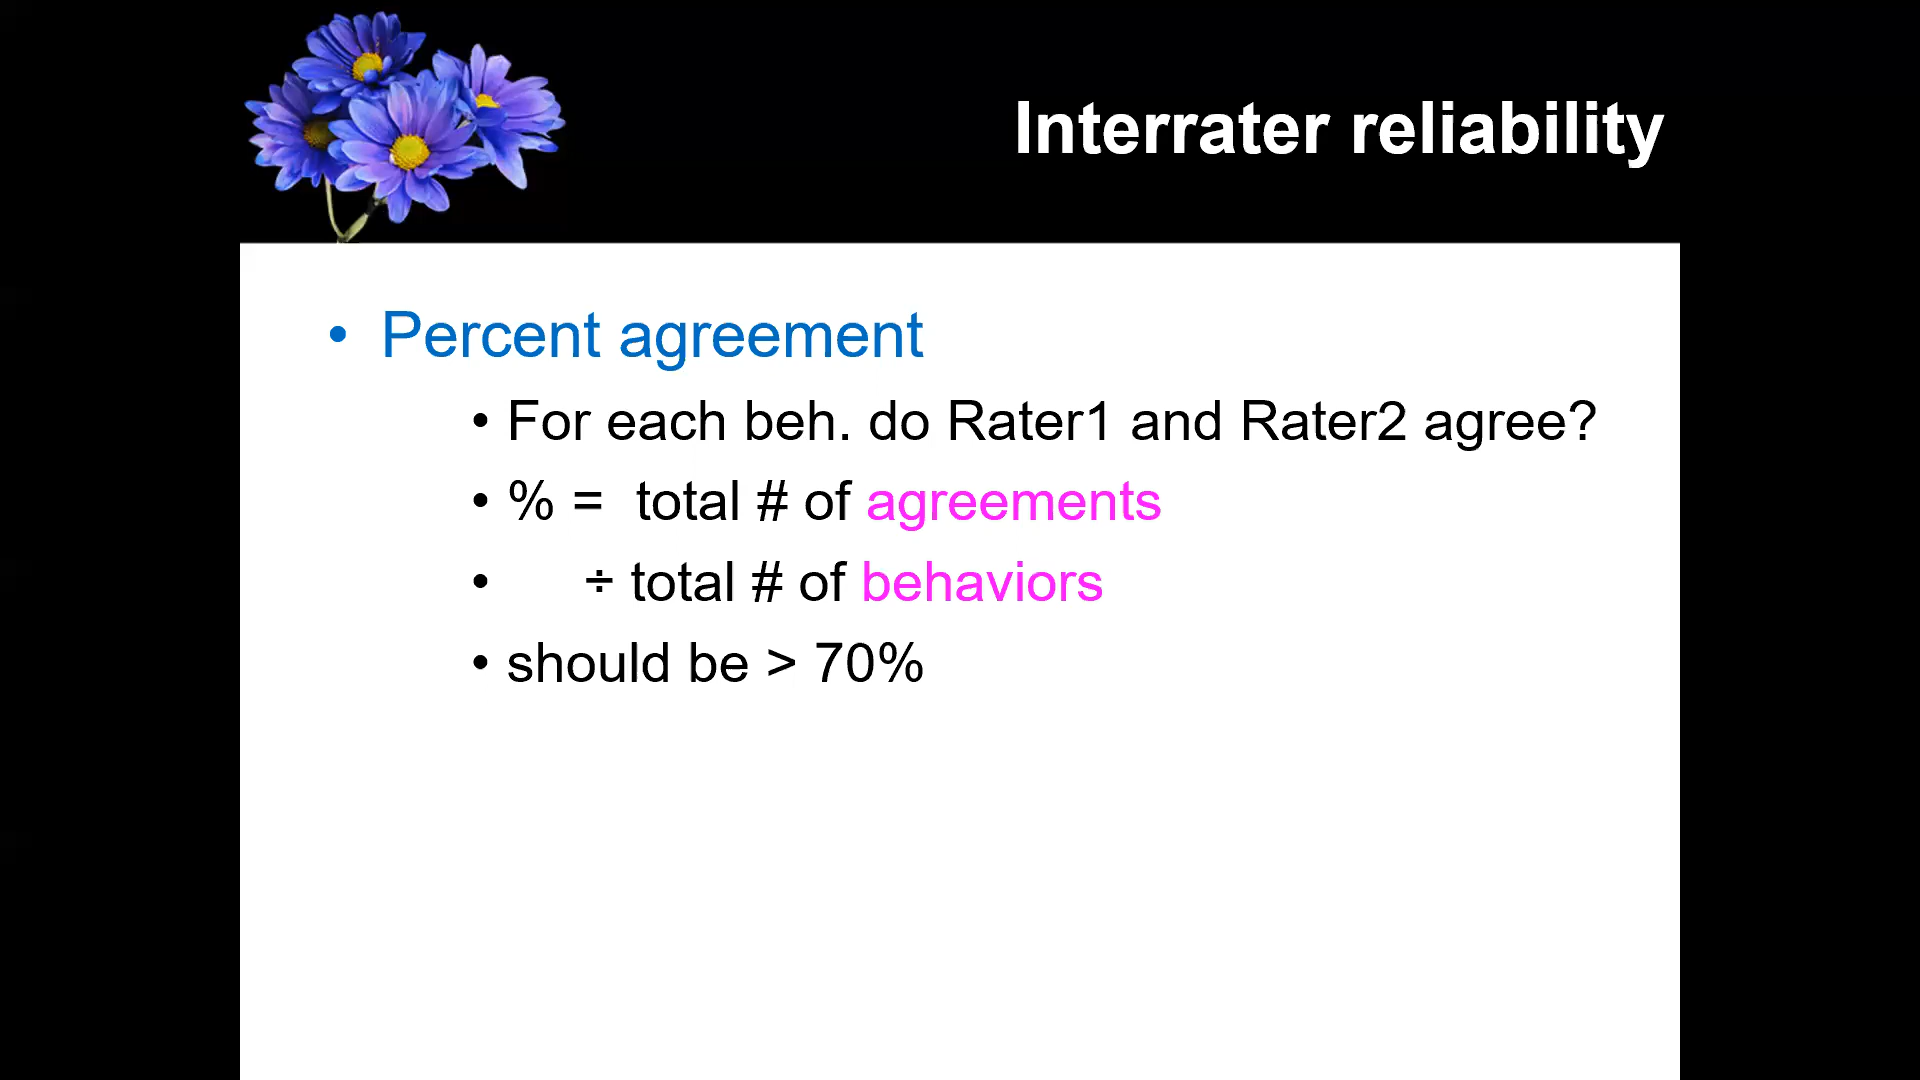 Interrater reliability
• Percent agreement
• For each beh. do Rater1 and Rater2 agree?
• % = total # of agreements
• ÷ total # of behaviors
• should be > 70%